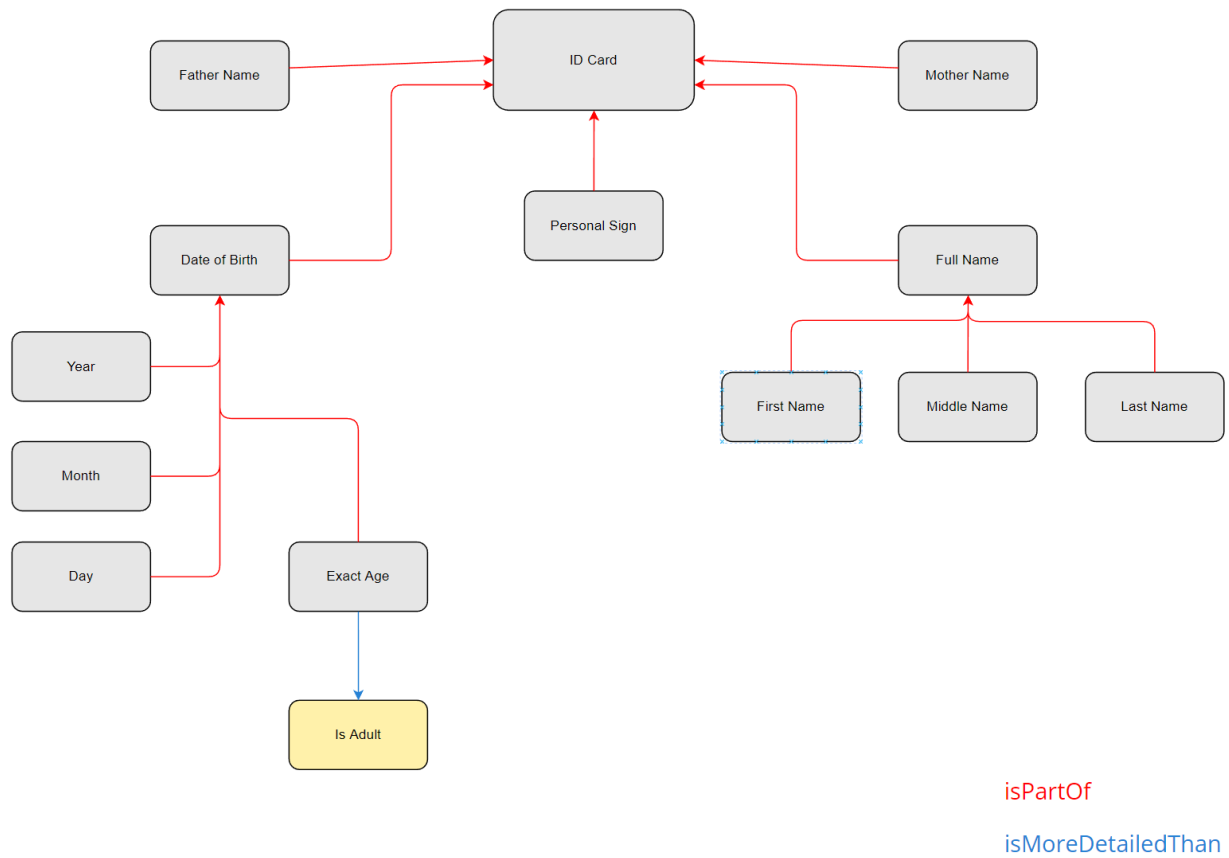 ID Card
Father Name
Mother Name
Personal Sign
Date of Birth
Full Name
Year
First Name
Middle Name
Last Name
Month
Day
Exact Age
Is Adult
isPartOf
isMoreDetailedThan